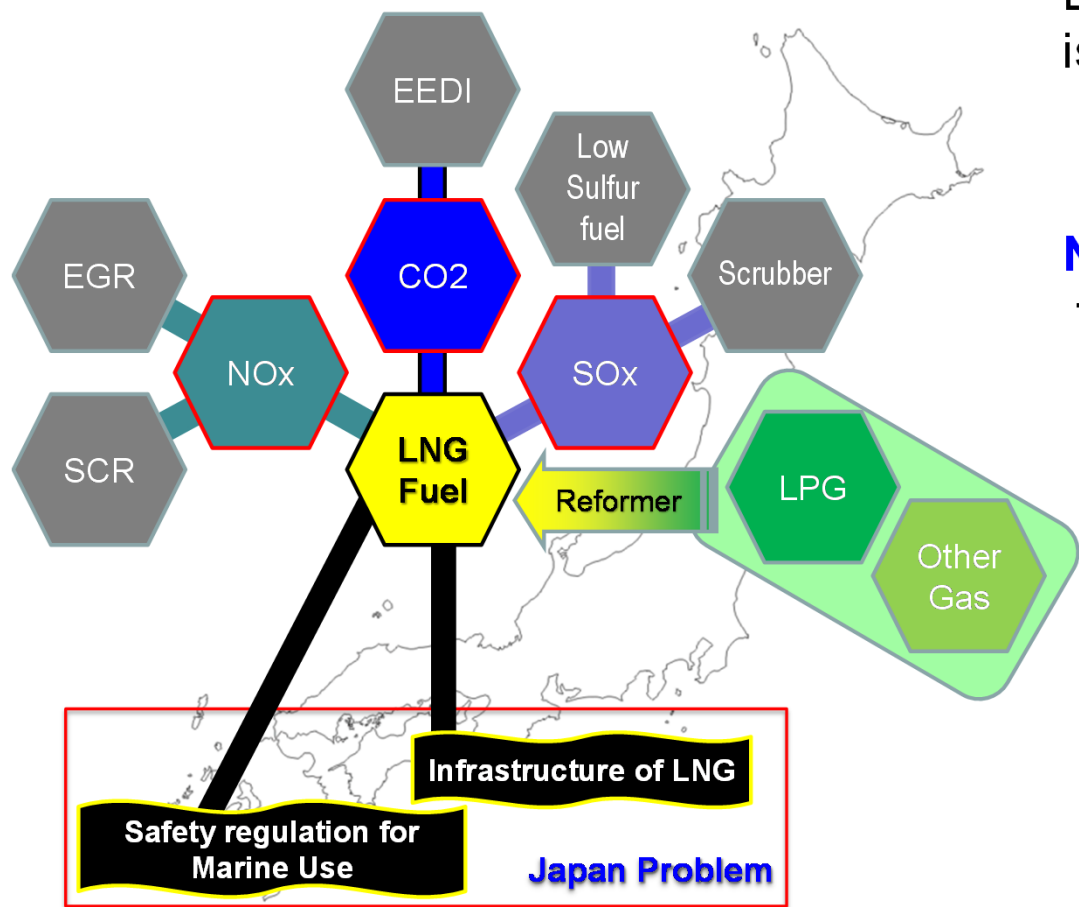 EEDI
Low
Sulfur
fuel
EGR
CO2
Scrubber
NOx
SOx
SCR
LNG
Fuel
Reformer
LPG
Other
Gas
Infrastructure of LNG
Safety regulation for
Marine Use
Japan Problem